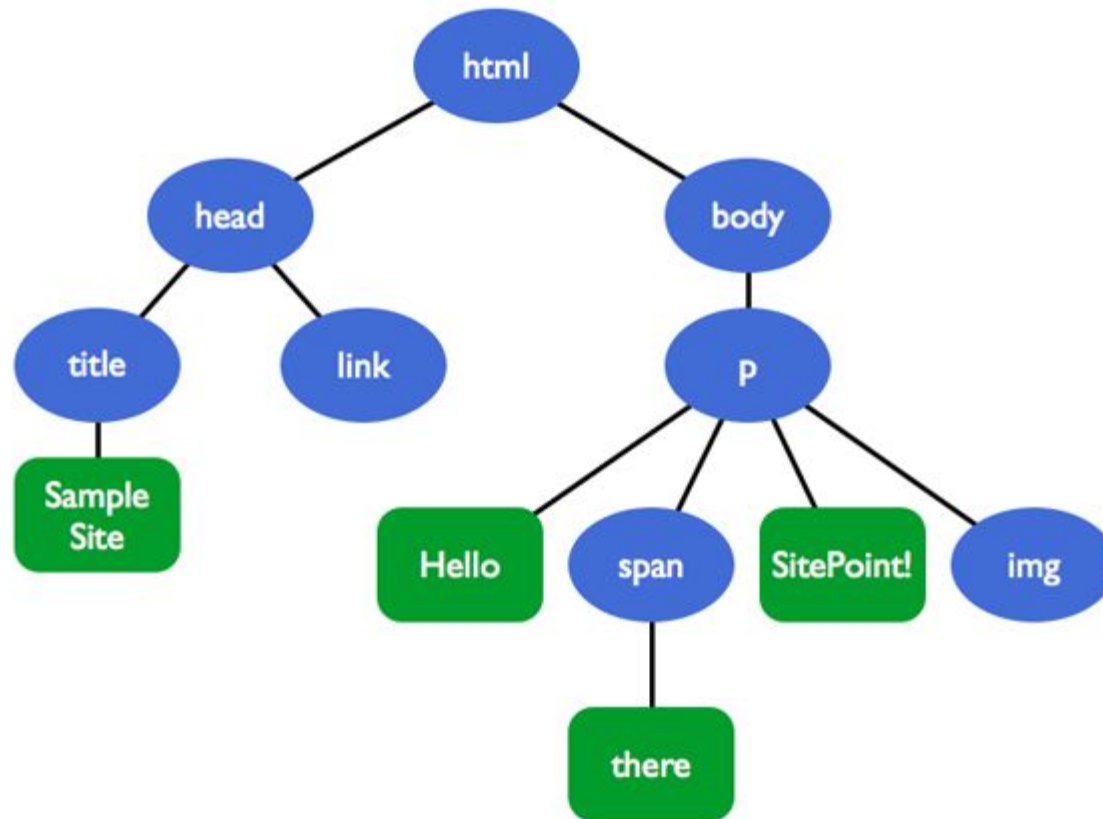 html
head
body
title
link
p
Sample
Site
Hello
span
SitePoint!
img
there